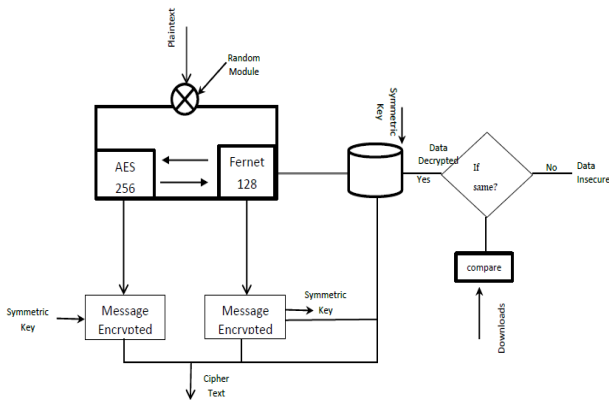 Plaintext
Random
Module
AES
256
Fernet
128
Symmetric
Key
Data
Decrypted
Yes
If
same?
No
Data
Insecure
compare
Downloads
Symmetric
Key
Message
Encrypted
Message
Encrypted
Symmetric
Key
Cipher
Text